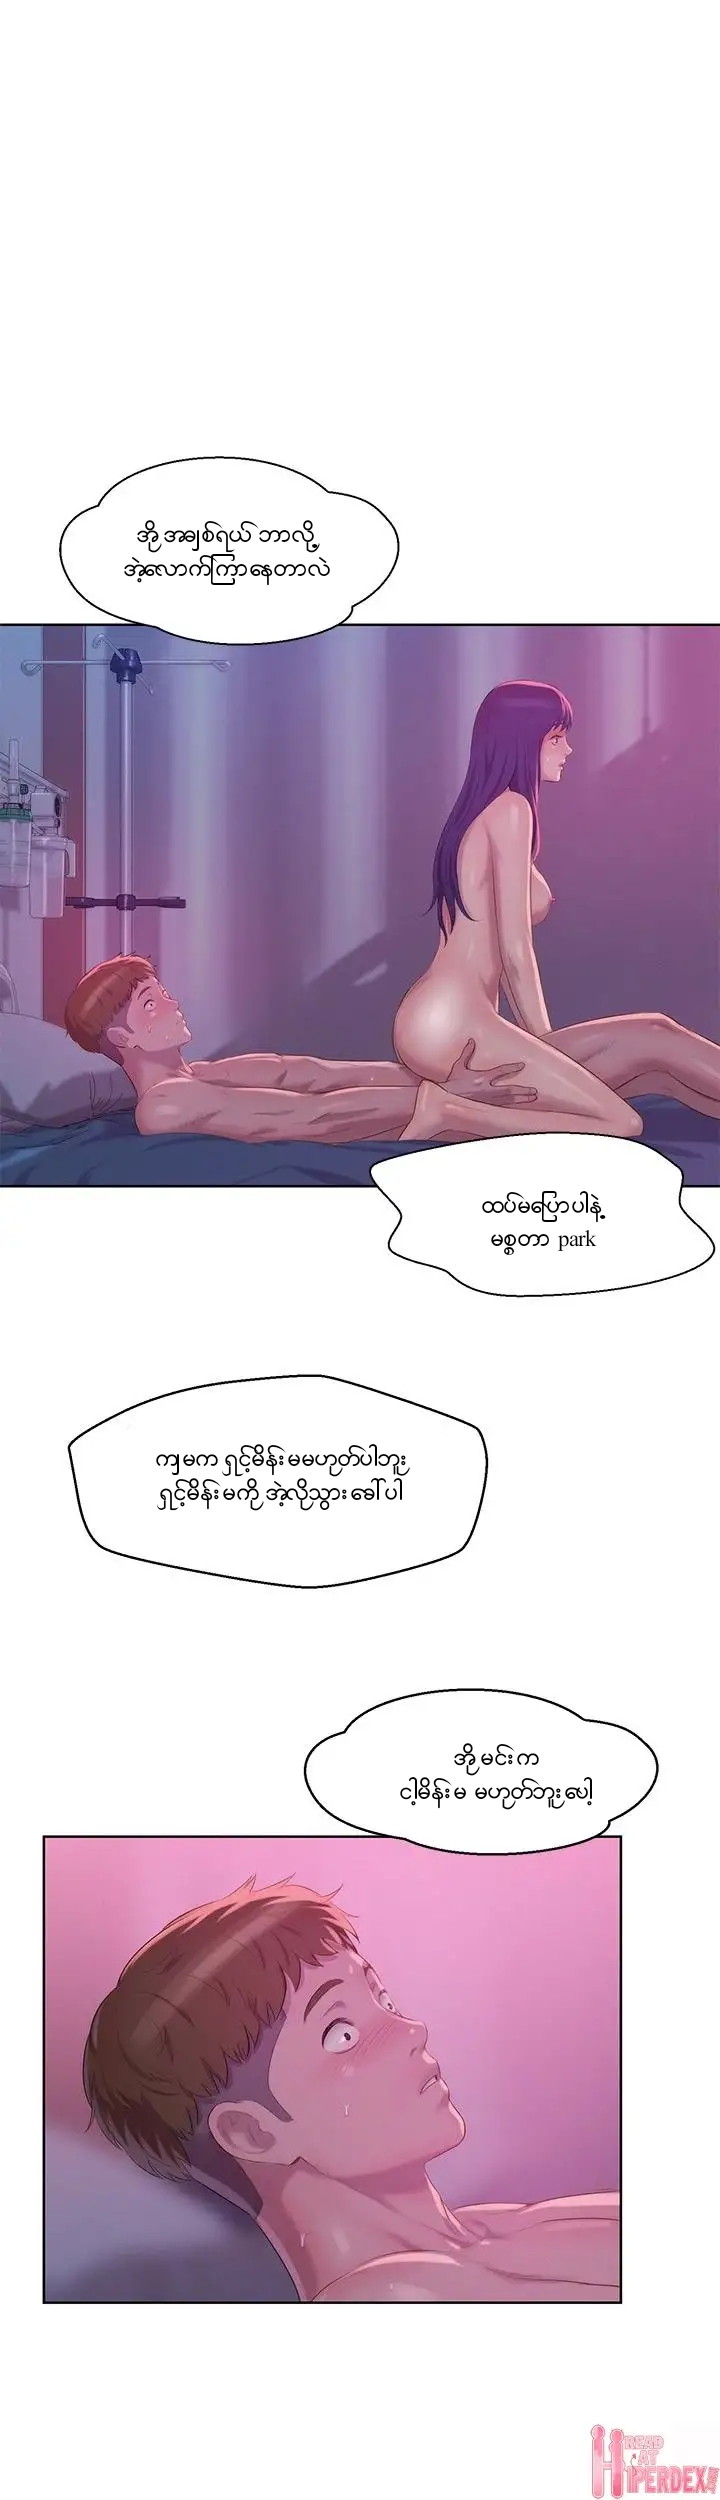 အို အချစ်ရယ် ဘာလို့
အဲ့လောက်ကြာနေတာလဲ
ထပ်မပြောပါနဲ့
မစ္စတာ park
ကျမက ရှင့်မိန်းမမဟုတ်ပါဘူး
ရှင့်မိန်းမကို အဲ့လိုသွားခေါ်ပါ
အို မင်းက
ငါ့မိန်းမ မဟုတ်ဘူးပေါ့
READ
AT
HIPERDEX